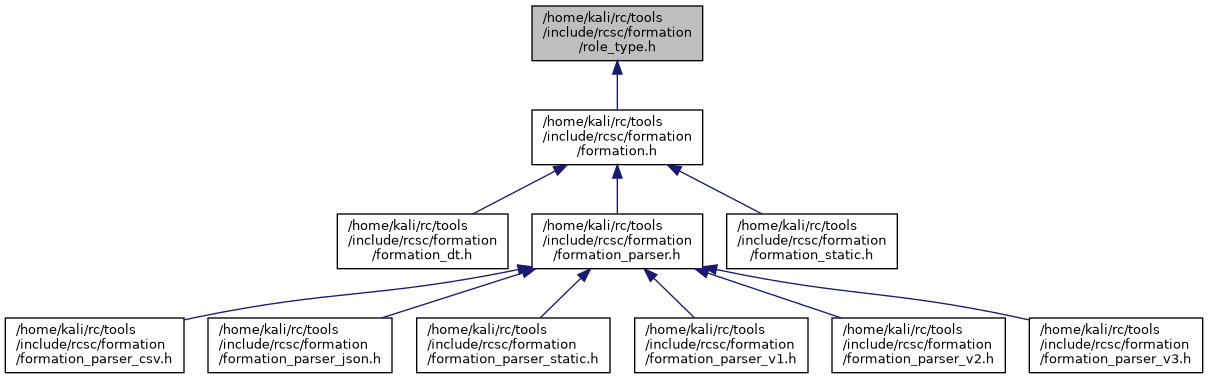 /home/kali/rc/tools
/include/rcsc/formation
/role_type.h
/home/kali/rc/tools
/include/rcsc/formation
/formation.h
/home/kali/rc/tools
/include/rcsc/formation
/formation_dt.h
/home/kali/rc/tools
/include/rcsc/formation
/formation_parser.h
/home/kali/rc/tools
/include/rcsc/formation
/formation_static.h
/home/kali/rc/tools
/include/rcsc/formation
/formation_parser_csv.h
/home/kali/rc/tools
/include/rcsc/formation
/formation_parser_json.h
/home/kali/rc/tools
/include/rcsc/formation
/formation_parser_static.h
/home/kali/rc/tools
/include/rcsc/formation
/formation_parser_v1.h
/home/kali/rc/tools
/include/rcsc/formation
/formation_parser_v2.h
/home/kali/rc/tools
/include/rcsc/formation
/formation_parser_v3.h